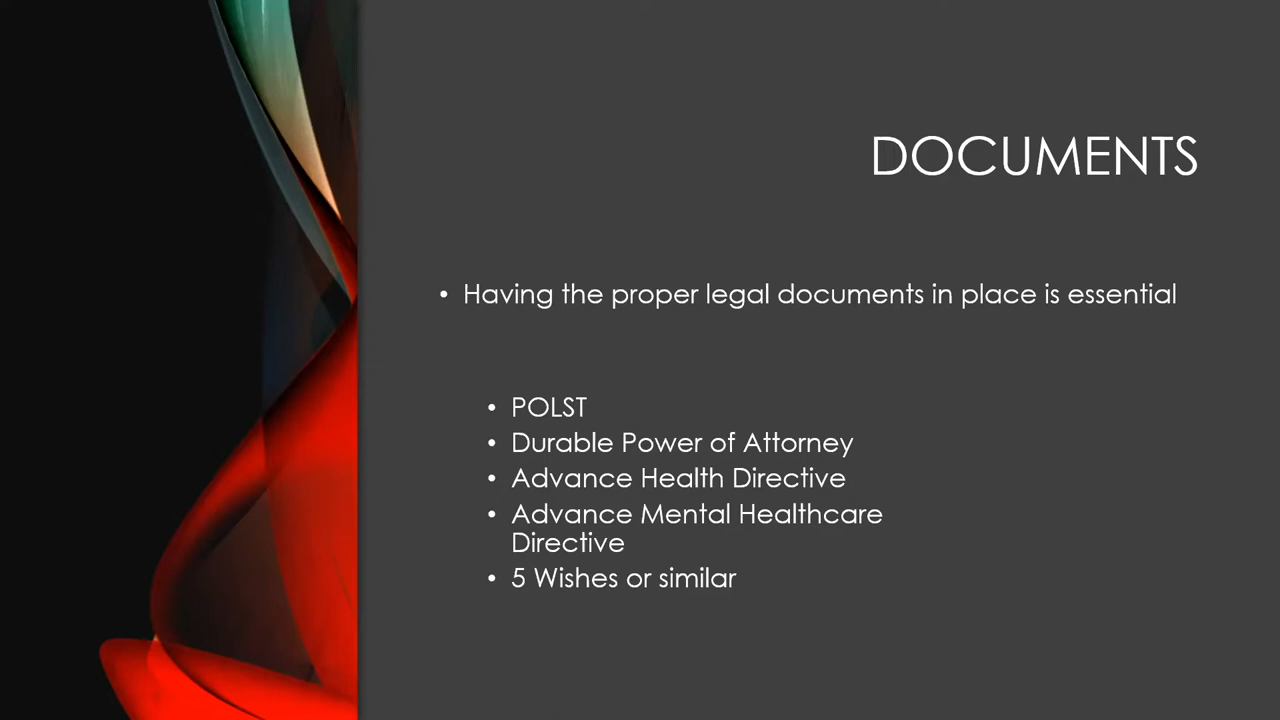 DOCUMENTS
• Having the proper legal documents in place is essential
• POLST
• Durable Power of Attorney
• Advance Health Directive
• Advance Mental Healthcare
Directive
• 5 Wishes or similar